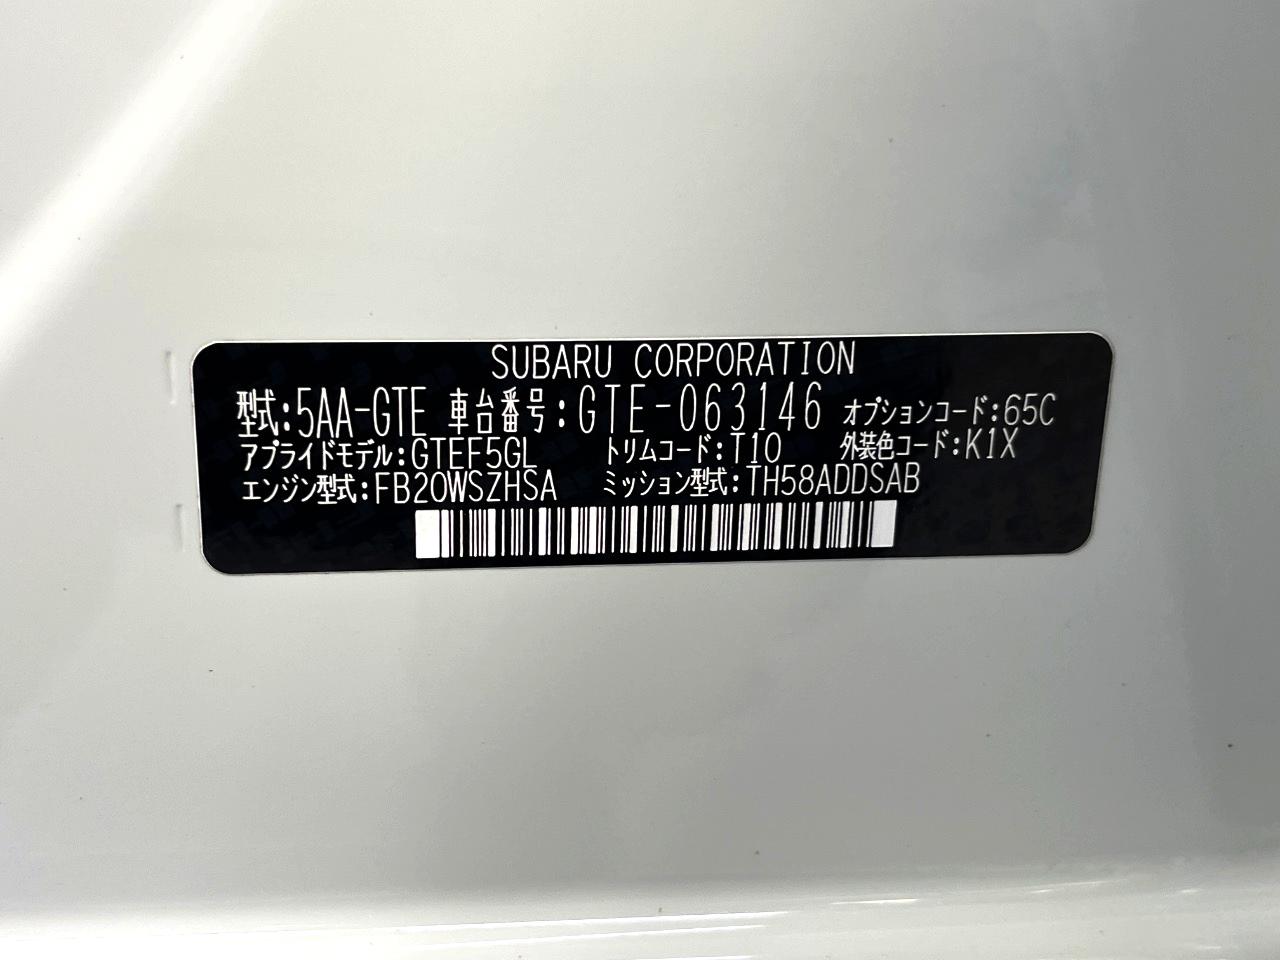 SUBARU CORPORATION
型式:5AA-GTE 車台番号:GTE-063146 オプションコード:65C
アプライドモデル:GTEF5GL トリムコード:T10 外装色コード:K1X
エンジン型式:FB20WSZHSA ミッション型式:TH58ADDSAB